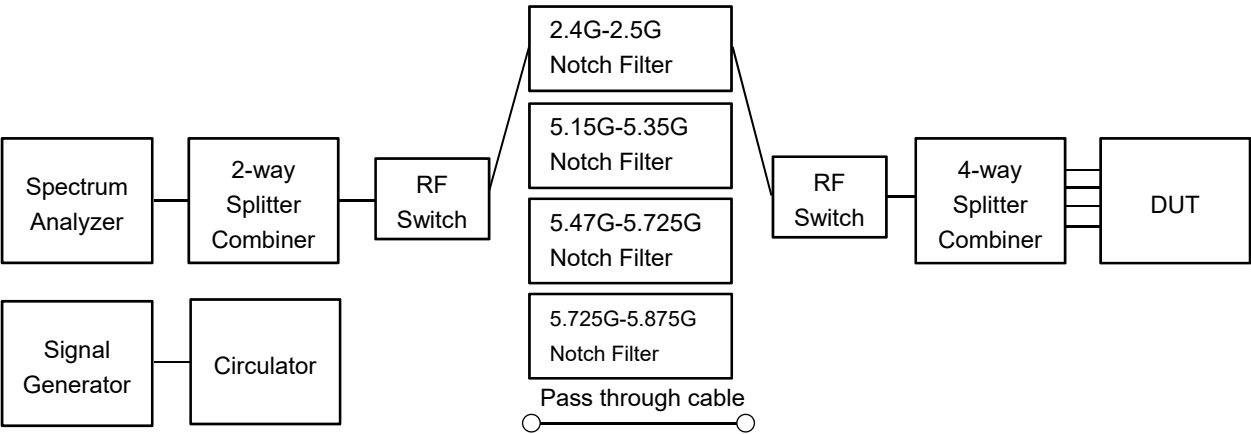 2.4G-2.5G
Notch Filter
5.15G-5.35G
Notch Filter
5.47G-5.725G
Notch Filter
5.725G-5.875G
Notch Filter
Pass through cable
Spectrum
Analyzer
2-way
Splitter
Combiner
RF
Switch
RF
Switch
4-way
Splitter
Combiner
DUT
Signal
Generator
Circulator